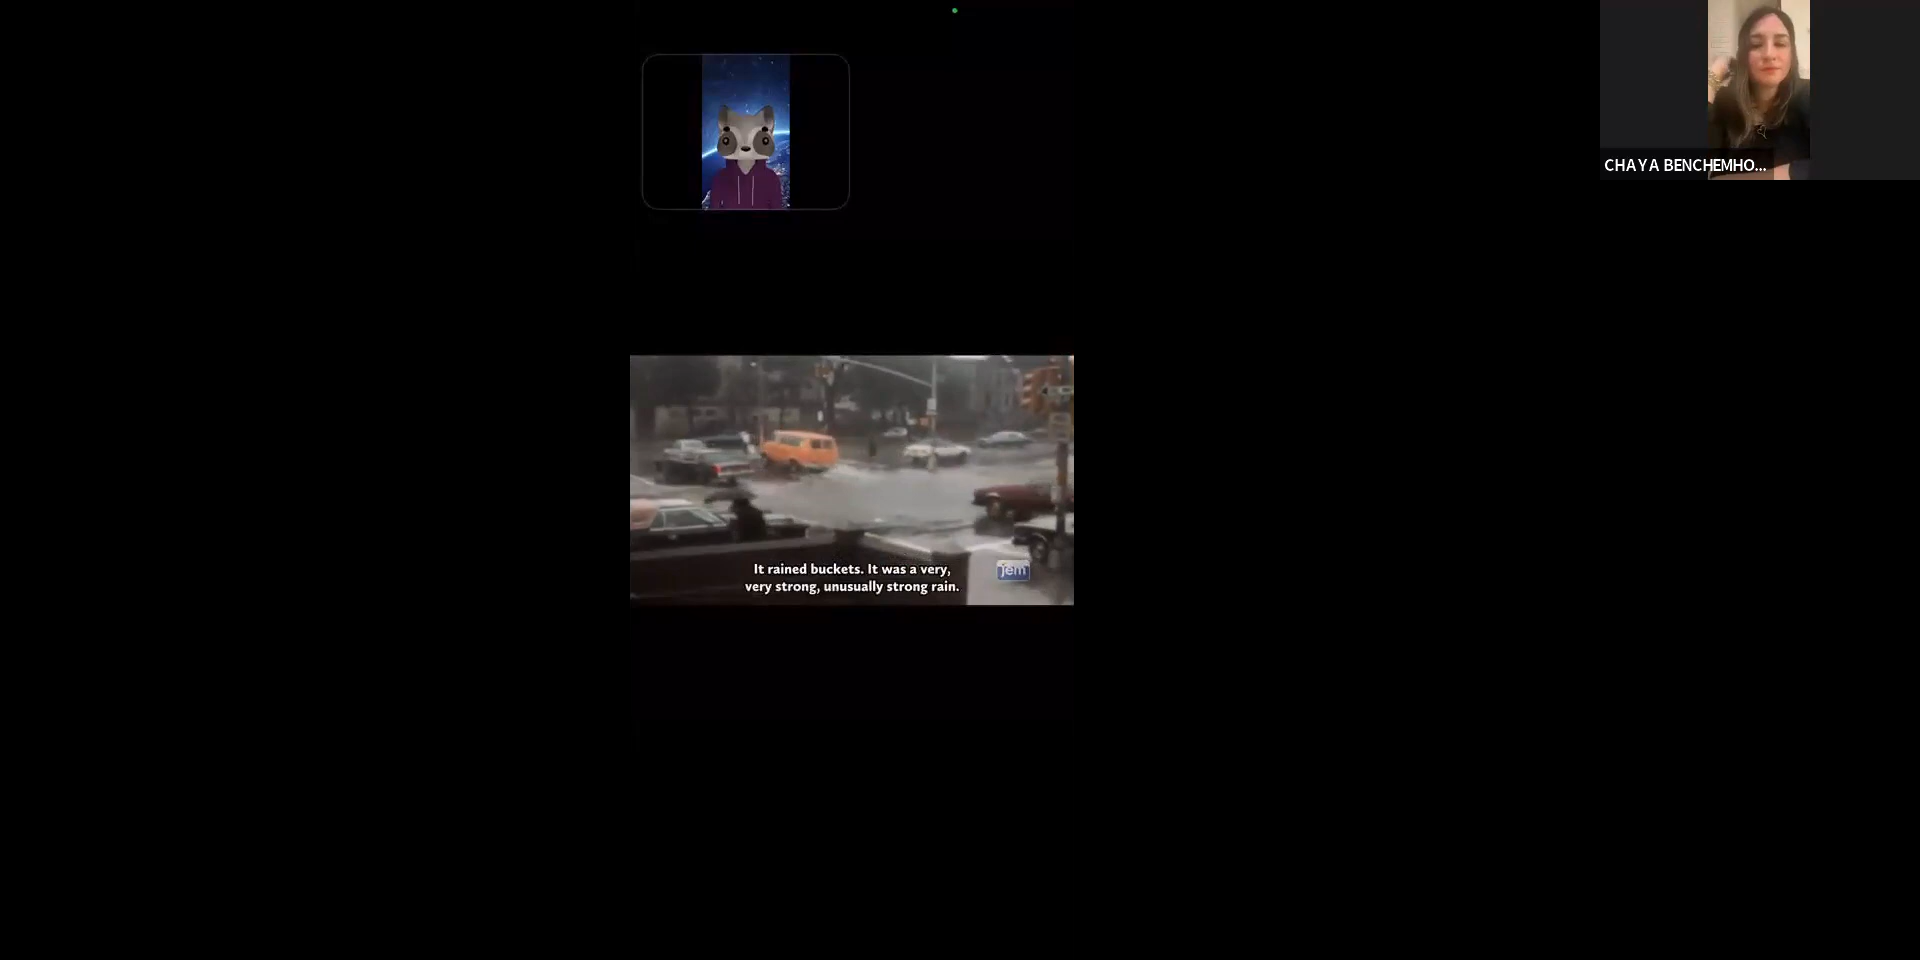 CHAYA BENCHEMHO...
It rained buckets. It was a very,
very strong, unusually strong rain.
jem